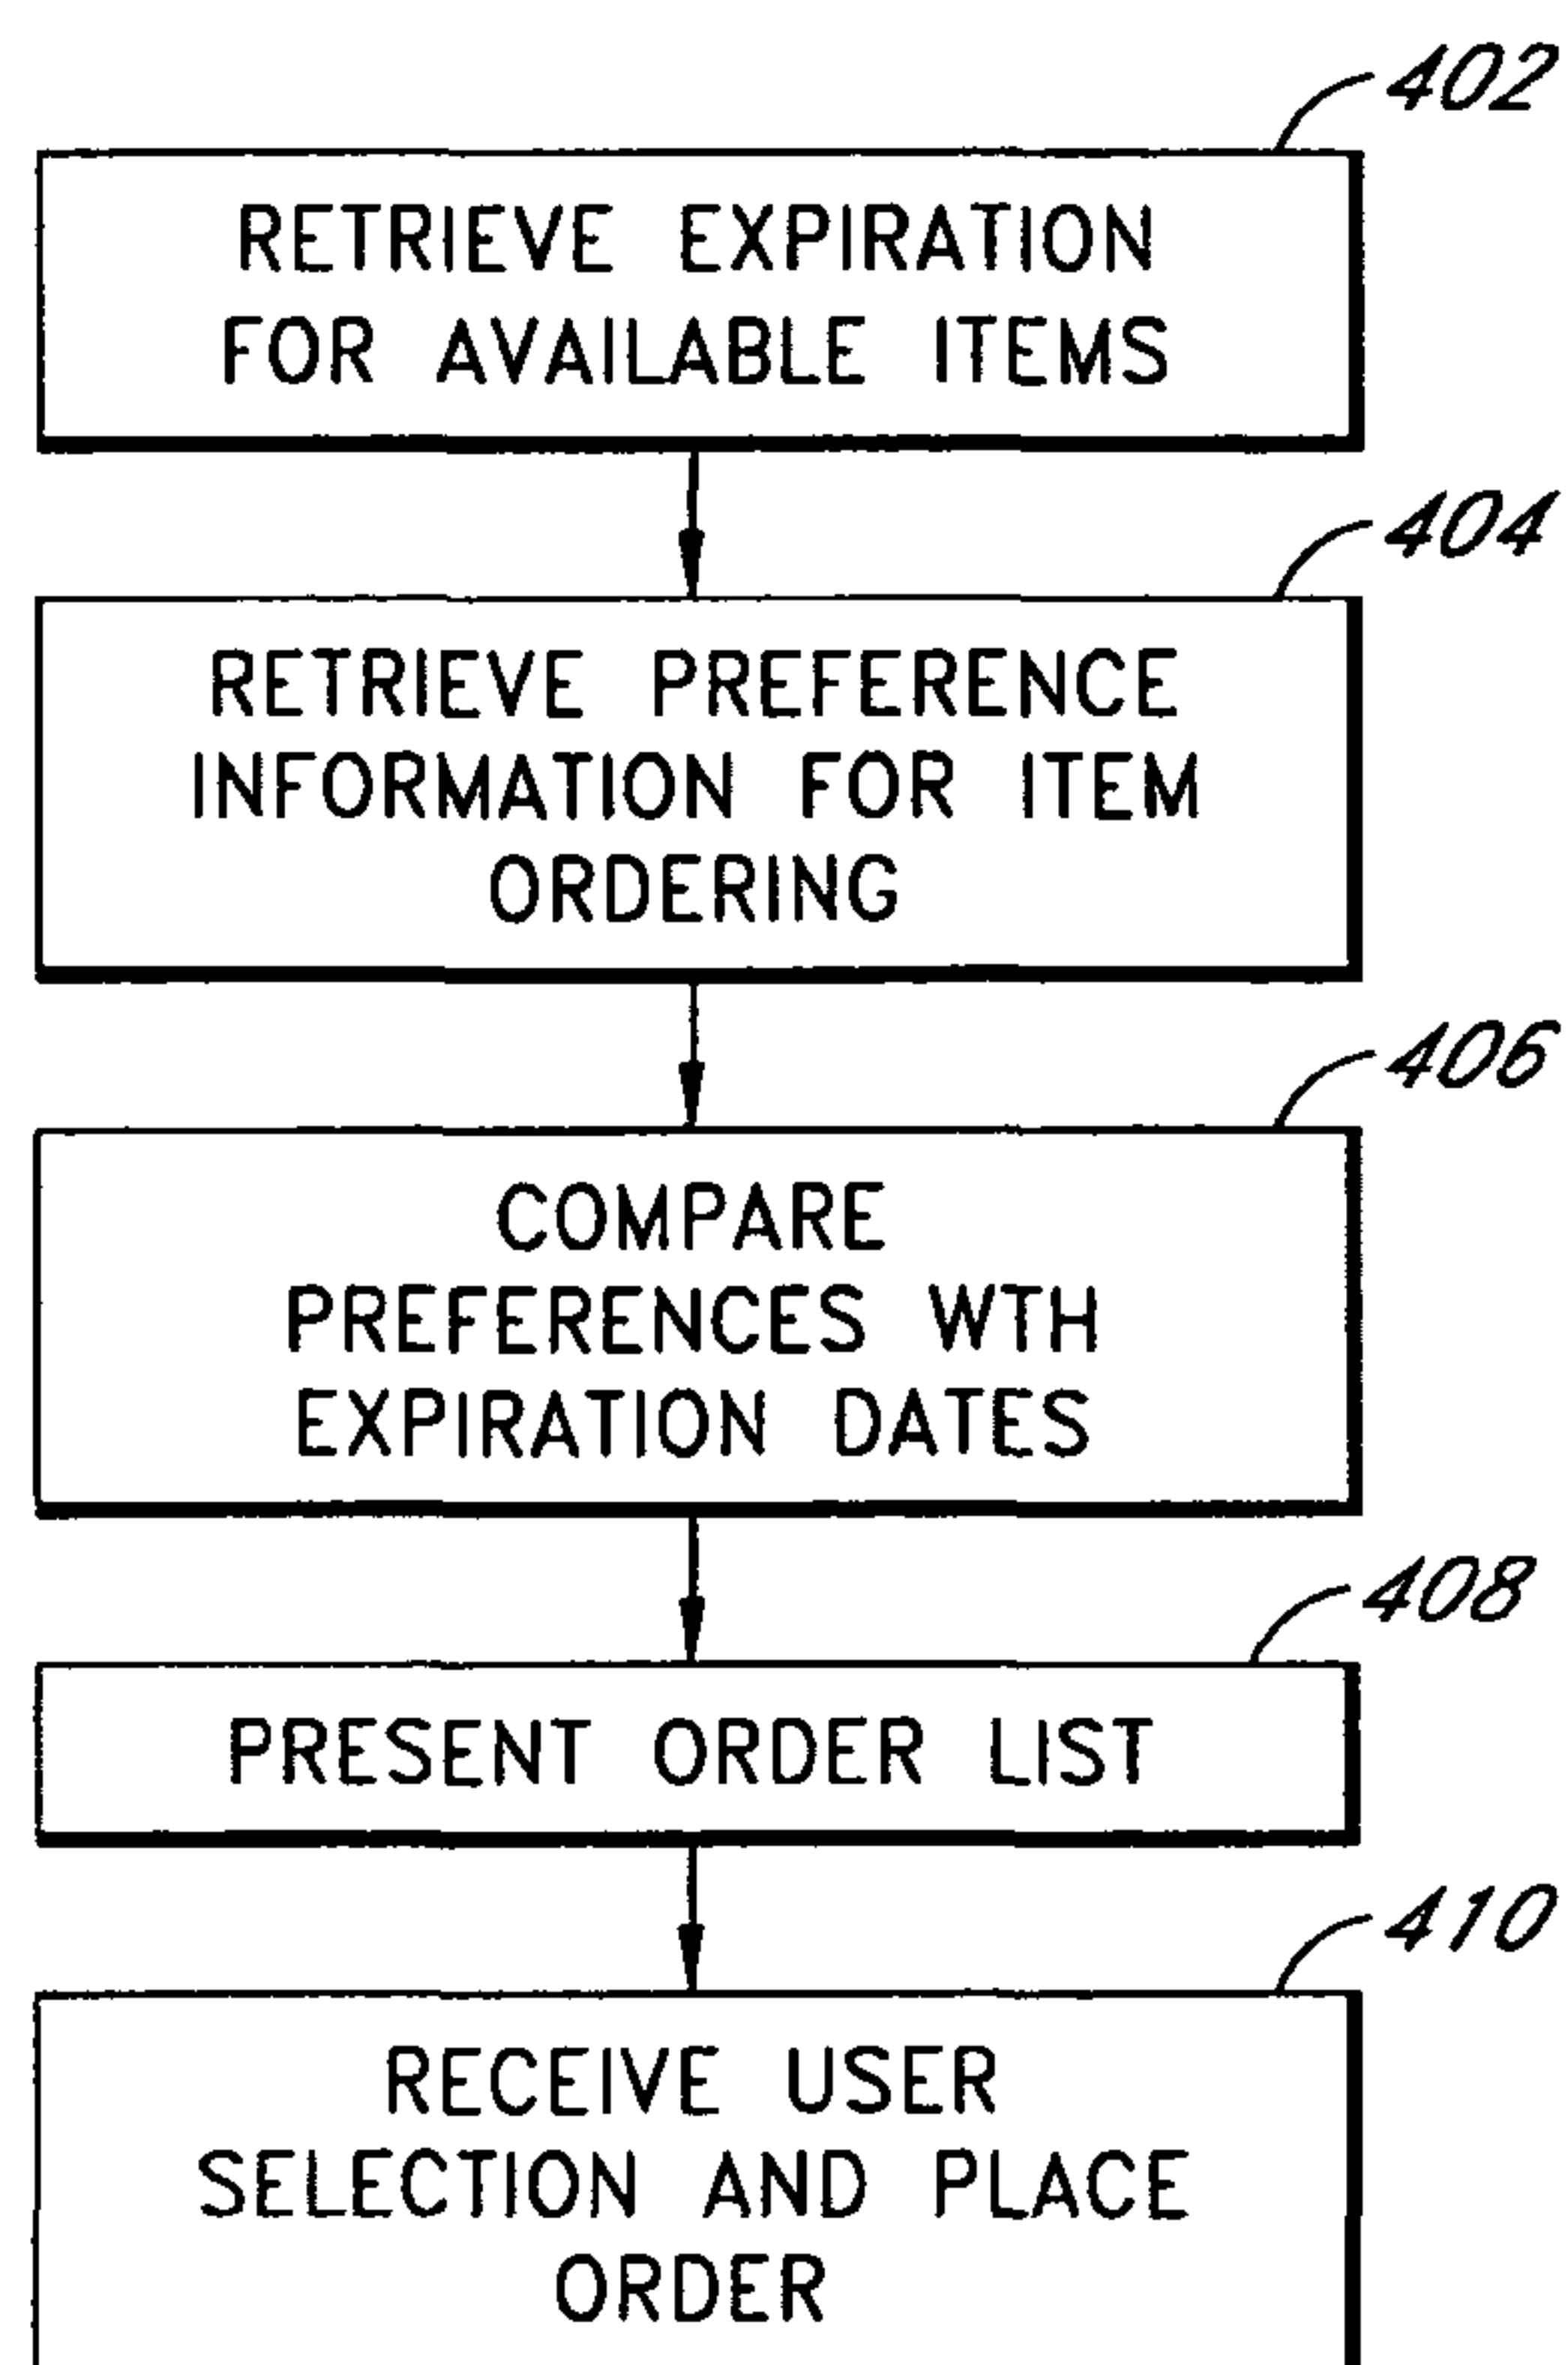 402
RETRIEVE EXPIRATION
FOR AVAILABLE ITEMS
404
RETRIEVE PREFERENCE
INFORMATION FOR ITEM
ORDERING
406
COMPARE
PREFERENCES WTH
EXPIRATION DATES
408
PRESENT ORDER LIST
410
RECEIVE USER
SELECTION AND PLACE
ORDER